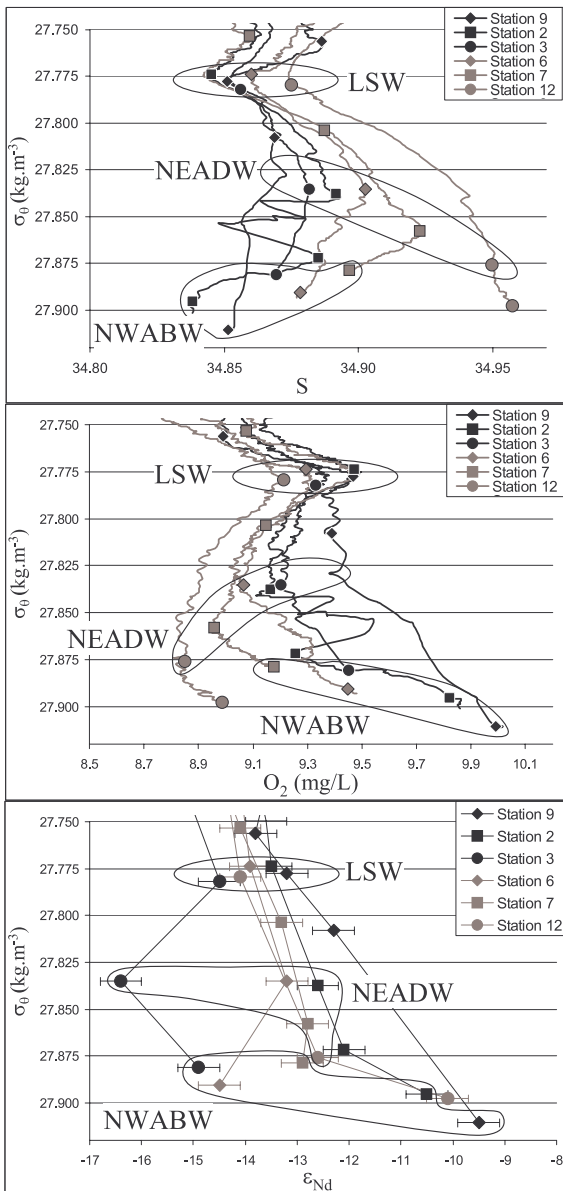 27.750
27.775
27.800
27.825
27.850
27.875
27.900
σθ (kg.m-3)
Station 9
Station 2
Station 3
Station 6
Station 7
Station 12
LSW
NEADW
NWABW
34.80
34.85
34.90
34.95
S
27.750
27.775
27.800
27.825
27.850
27.875
27.900
σθ (kg.m-3)
Station 9
Station 2
Station 3
Station 6
Station 7
Station 12
LSW
NEADW
NWABW
8.5
8.7
8.9
9.1
9.3
9.5
9.7
9.9
10.1
O2 (mg/L)
27.750
27.775
27.800
27.825
27.850
27.875
27.900
σθ (kg.m-3)
Station 9
Station 2
Station 3
Station 6
Station 7
Station 12
LSW
NEADW
NWABW
-17
-16
-15
-14
-13
-12
-11
-10
-9
-8
εNd